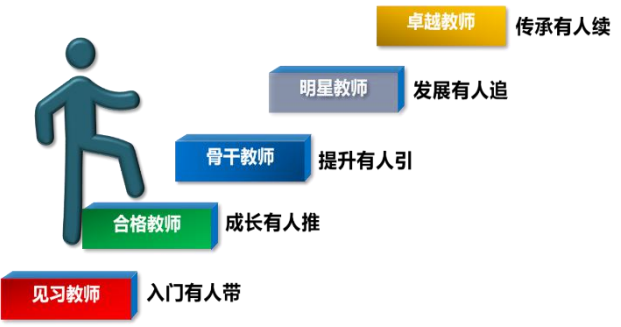 卓越教师 传承有人续
明星教师 发展有人追
骨干教师 提升有人引
合格教师 成长有人推
见习教师 入门有人带